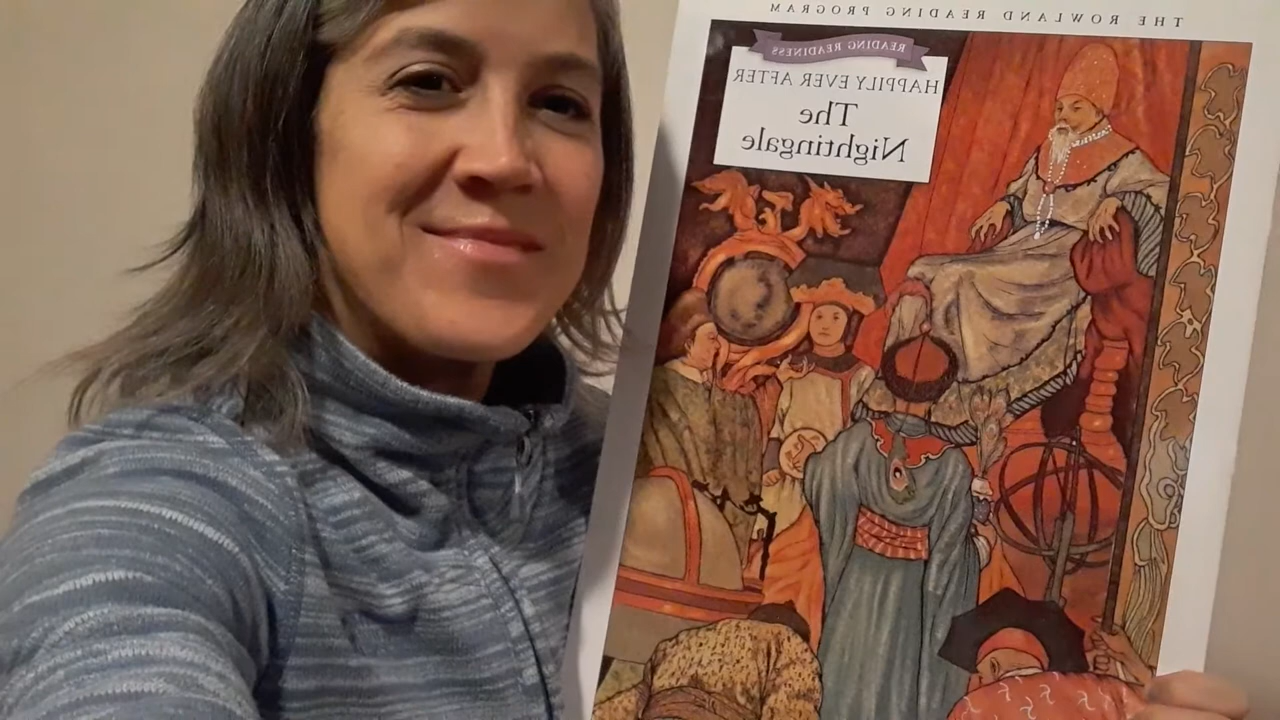 THE ROWLAND READING PROGRAM
READING READINESS
HAPPILY EVER AFTER
The
Nightingale